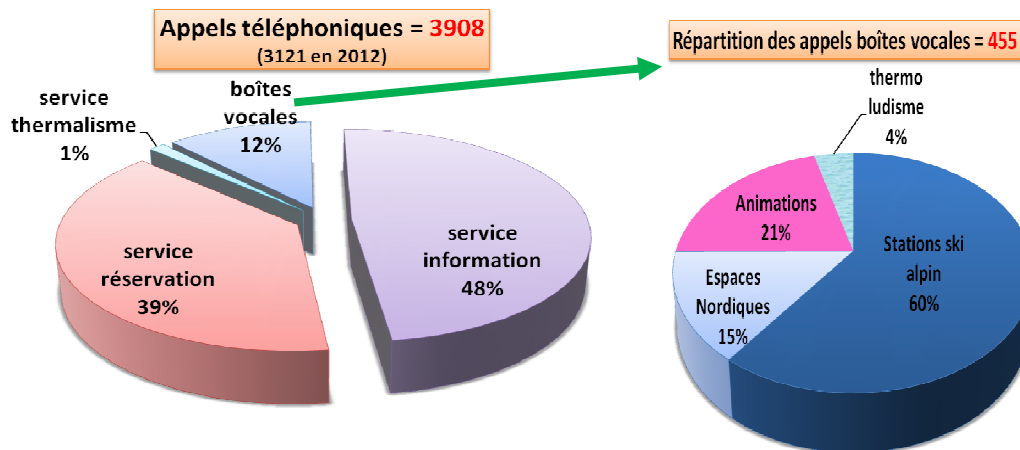 Appels téléphoniques = 3908
(3121 en 2012)
service
thermalisme
1%
boîtes
vocales
12%
service
réservation
39%
service
information
48%
Répartition des appels boîtes vocales = 455
thermo
ludisme
4%
Animations
21%
Espaces
Nordiques
15%
Stations ski
alpin
60%